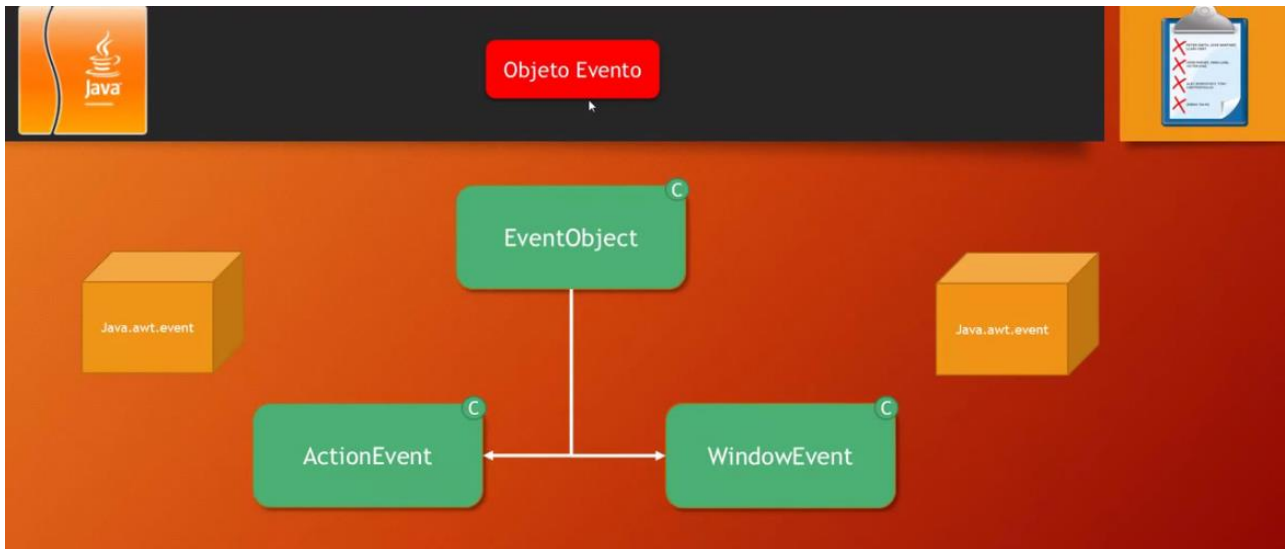 Java
Objeto Evento
C
EventObject
Java.awt.event
Java.awt.event
C
ActionEvent
C
WindowEvent